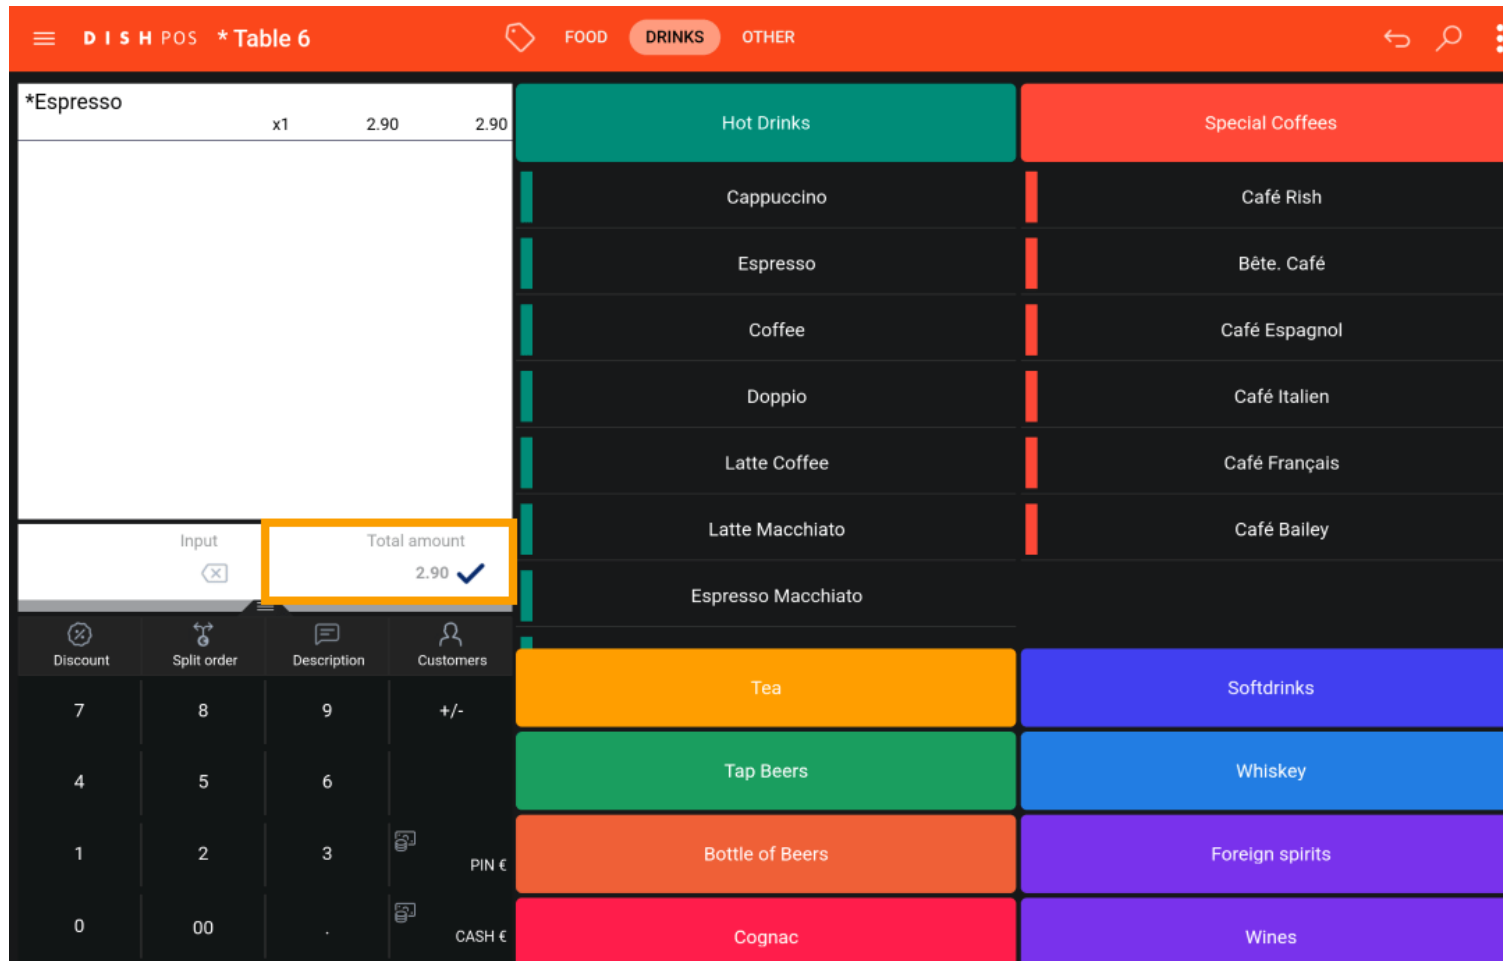 DISH POS * Table 6
FOOD DRINKS OTHER
*Espresso
x1 2.90 2.90
Input
Total amount
2.90
Discount
Split order
Description
Customers
7 8 9 +/-
4 5 6
1 2 3 PIN €
0 00 . CASH €
Hot Drinks
Cappuccino
Espresso
Coffee
Doppio
Latte Coffee
Latte Macchiato
Espresso Macchiato
Special Coffees
Café Rish
Bête. Café
Café Espagnol
Café Italien
Café Français
Café Bailey
Tea
Softdrinks
Tap Beers
Whiskey
Bottle of Beers
Foreign spirits
Cognac
Wines